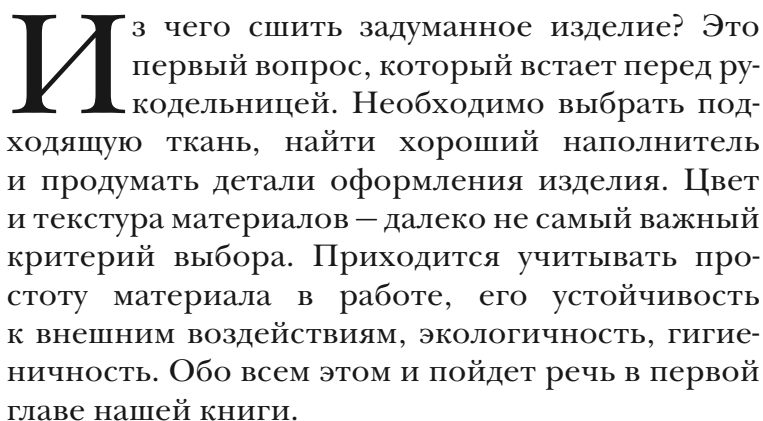 Из чего сшить задуманное изделие? Это
первый вопрос, который встает перед ру-
кодельницей. Необходимо выбрать под-
ходящую ткань, найти хороший наполнитель
и продумать детали оформления изделия. Цвет
и текстура материалов — далеко не самый важный
критерий выбора. Приходится учитывать про-
стоту материала в работе, его устойчивость
к внешним воздействиям, экологичность, гигие-
ничность. Обо всем этом и пойдет речь в первой
главе нашей книги.